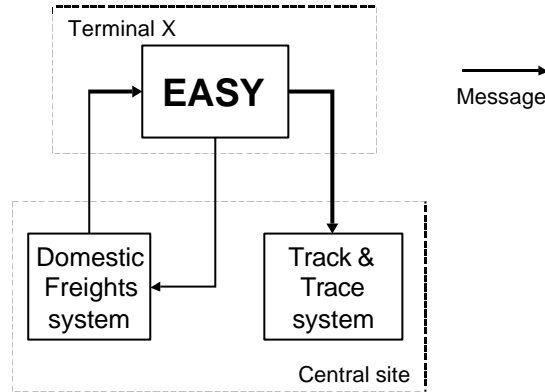 Terminal X
EASY
Message
Domestic
Freights
system
Track &
Trace
system
Central site